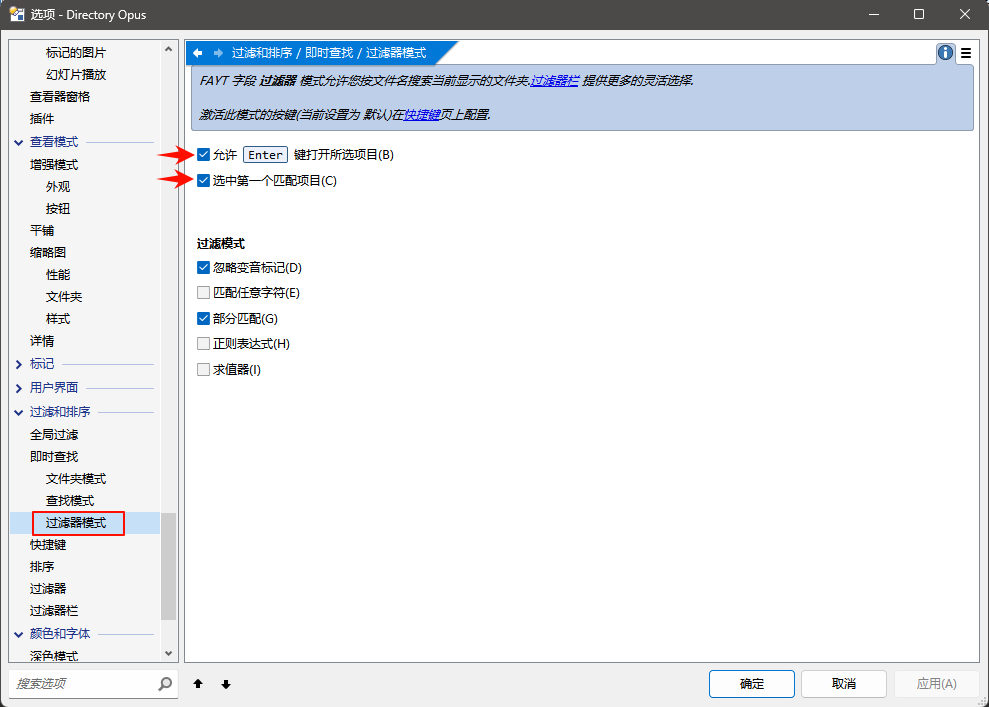 选项 - Directory Opus
标记的图片
幻灯片播放
查看器窗格
插件
查看模式
增强模式
外观
按钮
平铺
缩略图
性能
文件夹
样式
详情
标记
用户界面
过滤和排序
全局过滤
即时查找
文件夹模式
查找模式
过滤器模式
快捷键
排序
过滤器
过滤器栏
颜色和字体
深色模式
搜索选项
过滤和排序 / 即时查找 / 过滤器模式
FAYT 字段 过滤器 模式允许您按文件名搜索当前显示的文件夹.过滤器栏 提供更多的灵活选择.
激活此模式的按键(当前设置为 默认)在快捷键页上配置.
允许 Enter 键打开所选项目(B)
选中第一个匹配项目(C)
过滤模式
忽略变音标记(D)
匹配任意字符(E)
部分匹配(G)
正则表达式(H)
求值器(I)
确定
取消
应用(A)